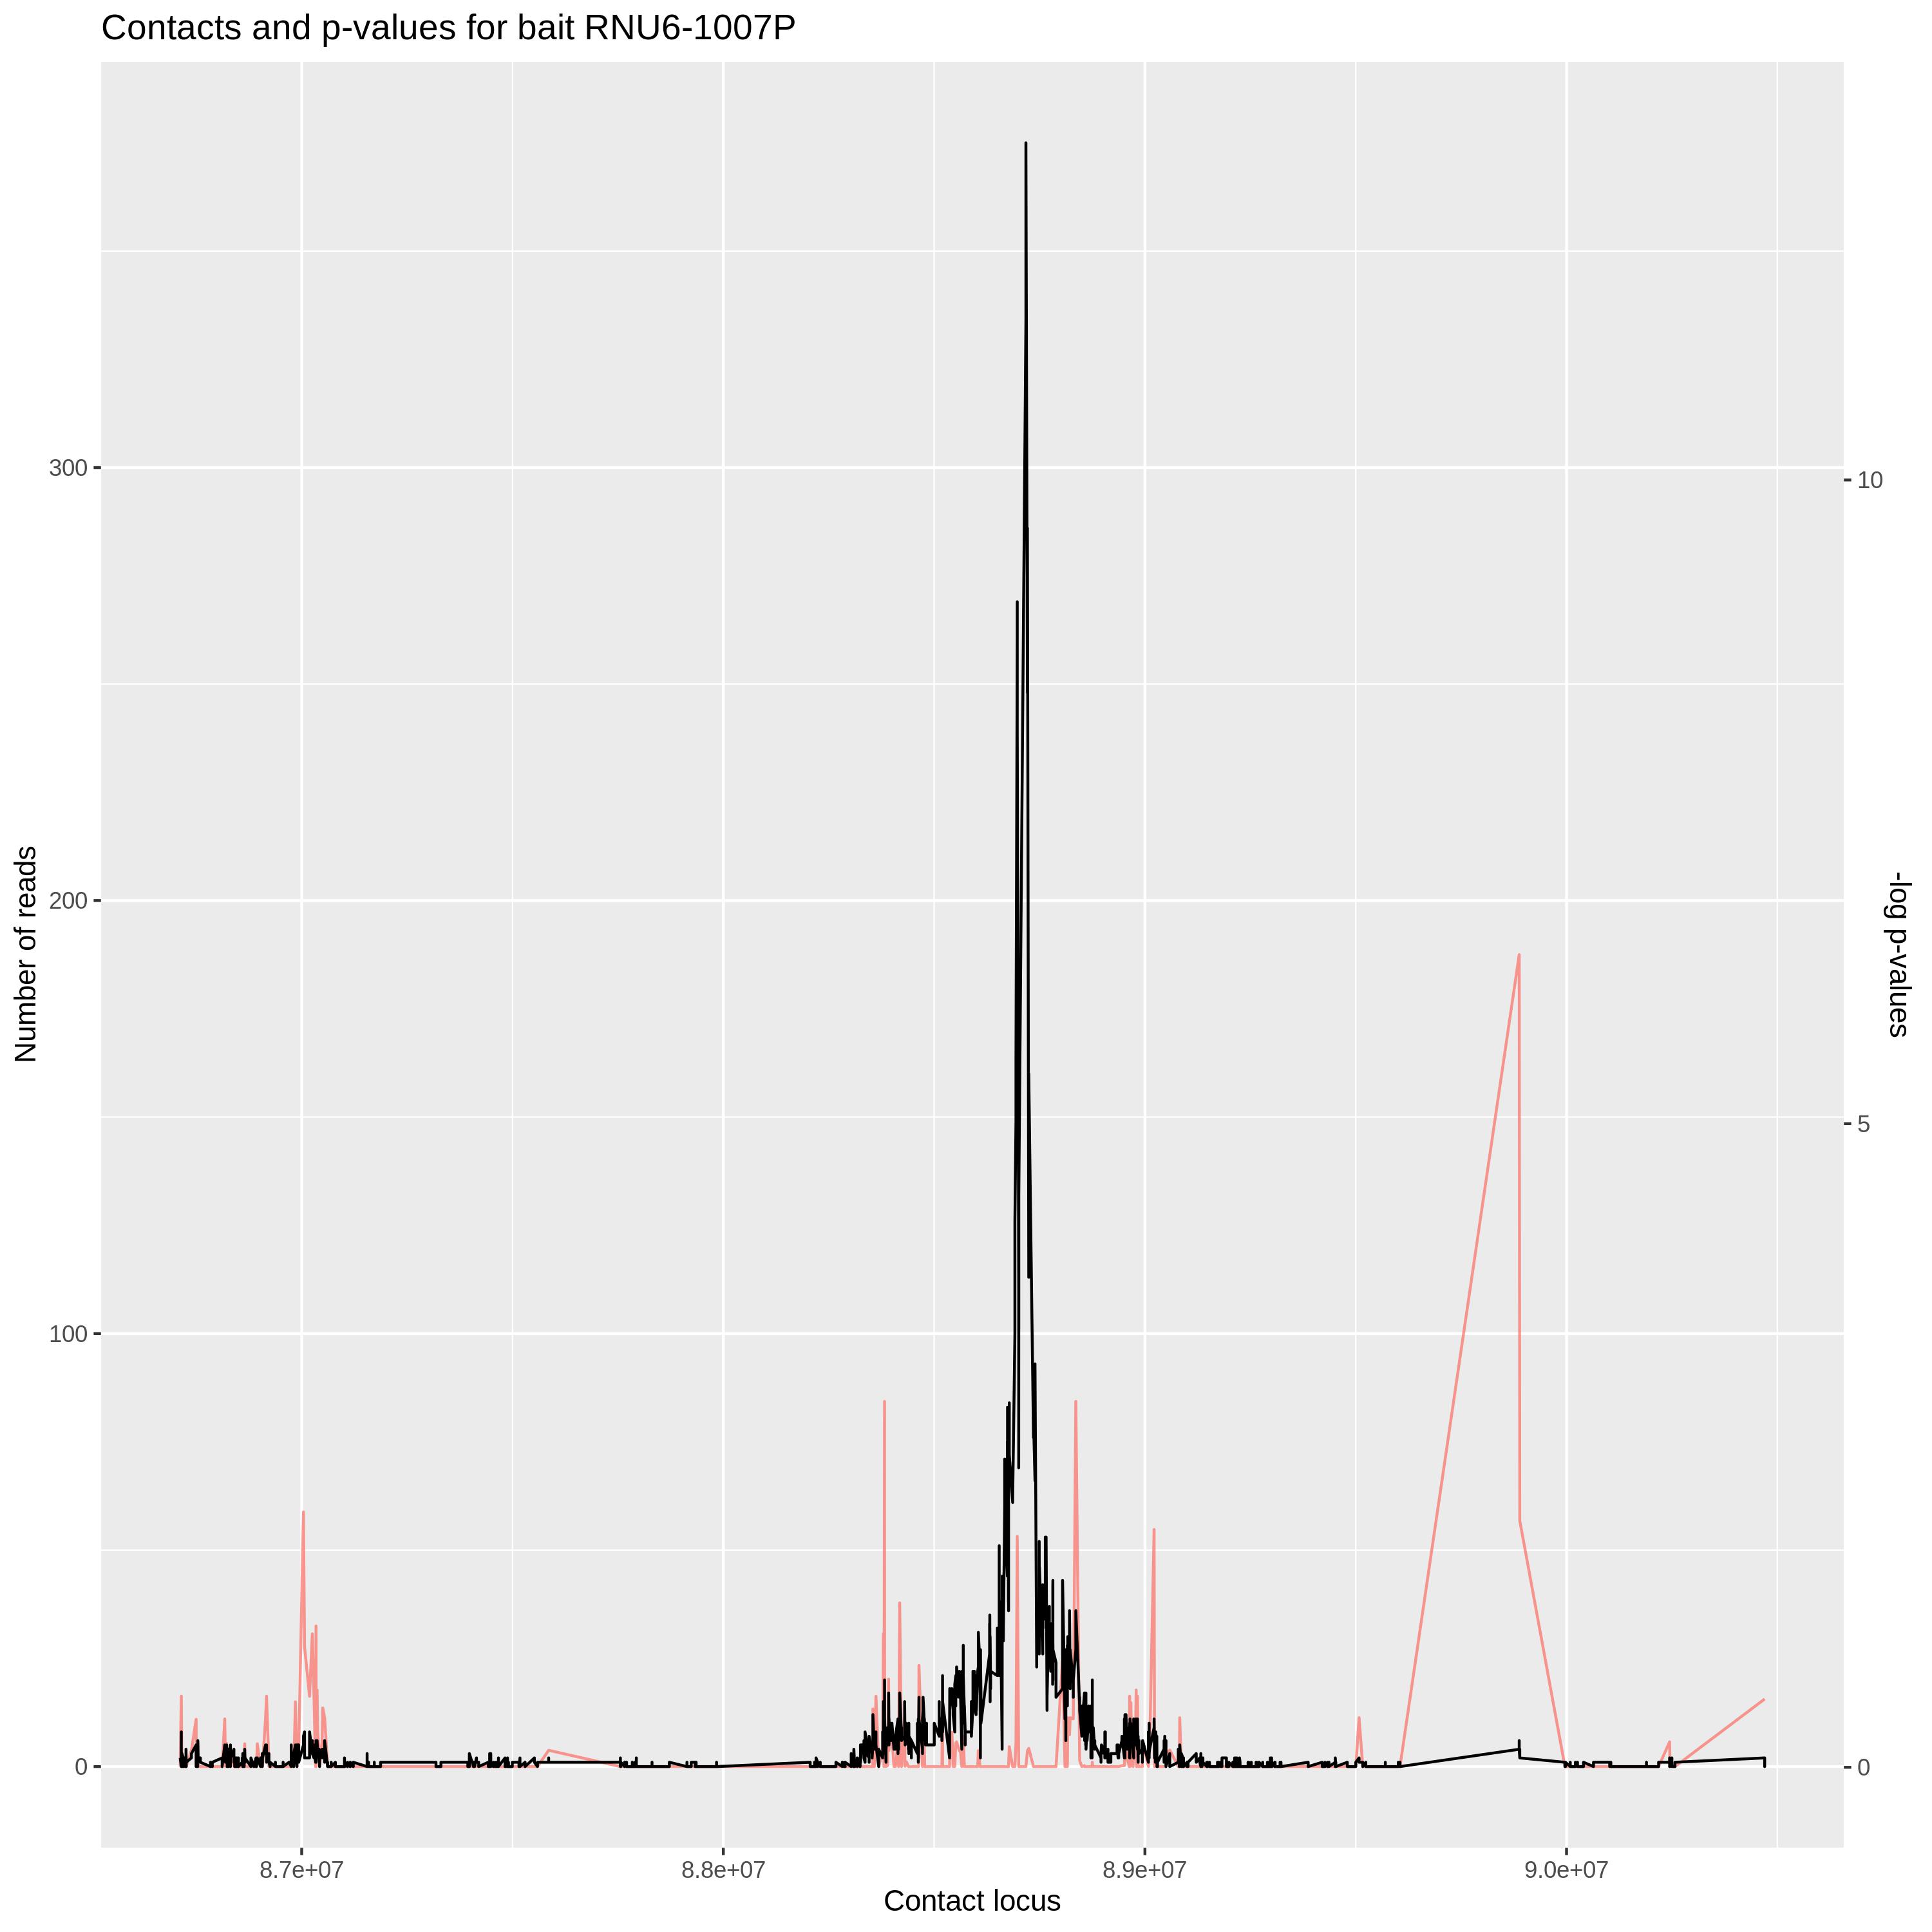 Contacts and p-values for bait RNU6-1007P
300
200
100
0
10
5
0
Number of reads
-log p-values
8.7e+07
8.8e+07
8.9e+07
9.0e+07
Contact locus